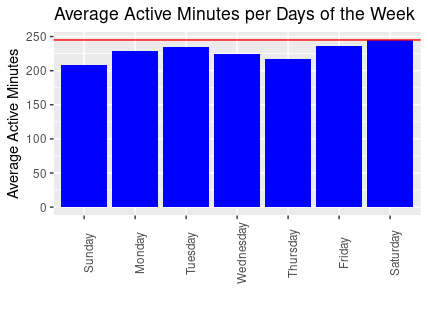 Average Active Minutes per Days of the Week
Average Active Minutes
250
200
150
100
50
0
Sunday
Monday
Tuesday
Wednesday
Thursday
Friday
Saturday